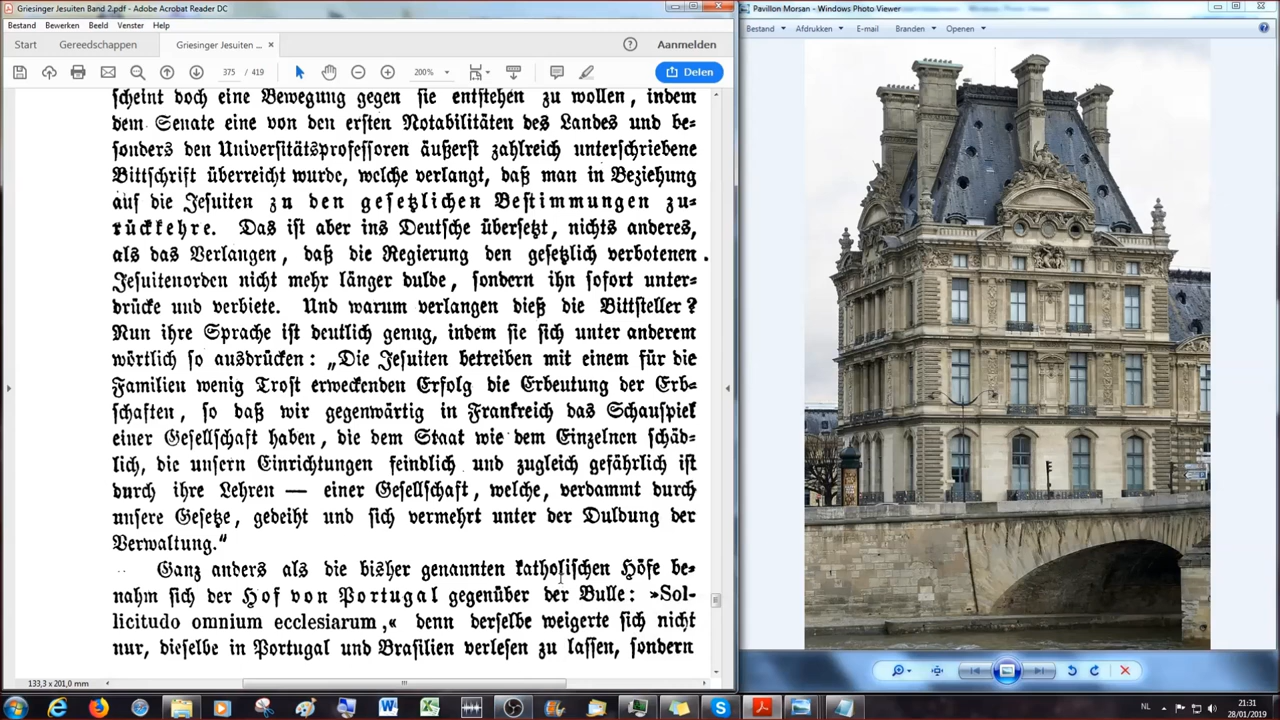 Griesinger Jesuiten Band 2.pdf - Adobe Acrobat Reader DC
Bestand Bewerken Beeld Venster Help
Start Gereedschappen Griesinger Jesuiten ... × Aanmelden
375 / 419 200% Delen
scheint doch eine Bewegung gegen sie entstehen zu wollen, indem
dem Senate eine von den ersten Notabilitäten des Landes und be-
sonders den Universitätsprofessoren äußerst zahlreich unterschriebene
Bittschrift überreicht wurde, welche verlangt, daß man in Beziehung
auf die Jesuiten zu den gesetzlichen Bestimmungen zu-
rückkehre. Das ist aber ins Deutsche übersetzt, nichts anderes,
als das Verlangen, daß die Regierung den gesetzlich verbotenen
Jesuitenorden nicht mehr länger dulde, sondern ihn sofort unter-
drücke und verbiete. Und warum verlangen dieß die Bittsteller?
Nun ihre Sprache ist deutlich genug, indem sie sich unter anderem
wörtlich so ausdrücken: „Die Jesuiten betreiben mit einem für die
Familien wenig Trost erweckenden Erfolg die Erbeutung der Erb-
schaften, so daß wir gegenwärtig in Frankreich das Schauspiel
einer Gesellschaft haben, die dem Staat wie dem Einzelnen schäd-
lich, die unsern Einrichtungen feindlich und zugleich gefährlich ist
durch ihre Lehren — einer Gesellschaft, welche, verdammt durch
unsere Gesetze, gedeiht und sich vermehrt unter der Duldung der
Verwaltung.“
Ganz anders als die bisher genannten katholischen Höfe be-
nahm sich der Hof von Portugal gegenüber der Bulle: »Sol-
licitudo omnium ecclesiarum,« denn derselbe weigerte sich nicht
nur, dieselbe in Portugal und Brasilien verlesen zu lassen, sondern
133,3 x 201,0 mm
Pavillon Morsan - Windows Photo Viewer
Bestand Afdrukken E-mail Branden Openen
NL 21:31
28/01/2019